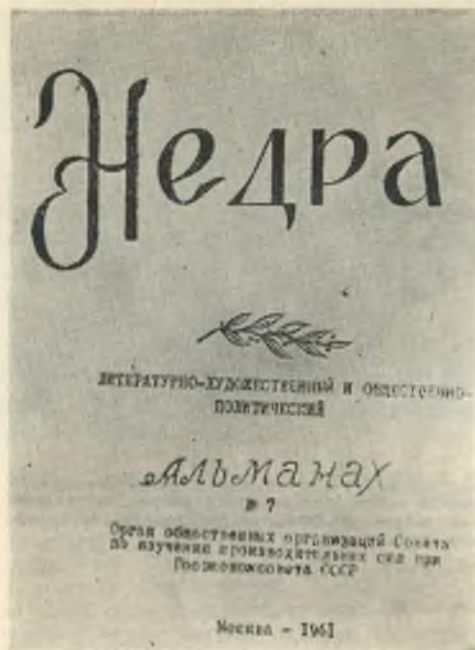 Недра
ЛИТЕРАТУРНО-ХУДОЖЕСТВЕННЫЙ И ОБЩЕСТВЕННО-
ПОЛИТИЧЕСКИЙ
Альманах
№ 7
Орган общественных организаций Совета
по изучению производительных сил при
Госэкономсовета СССР
Москва - 1961